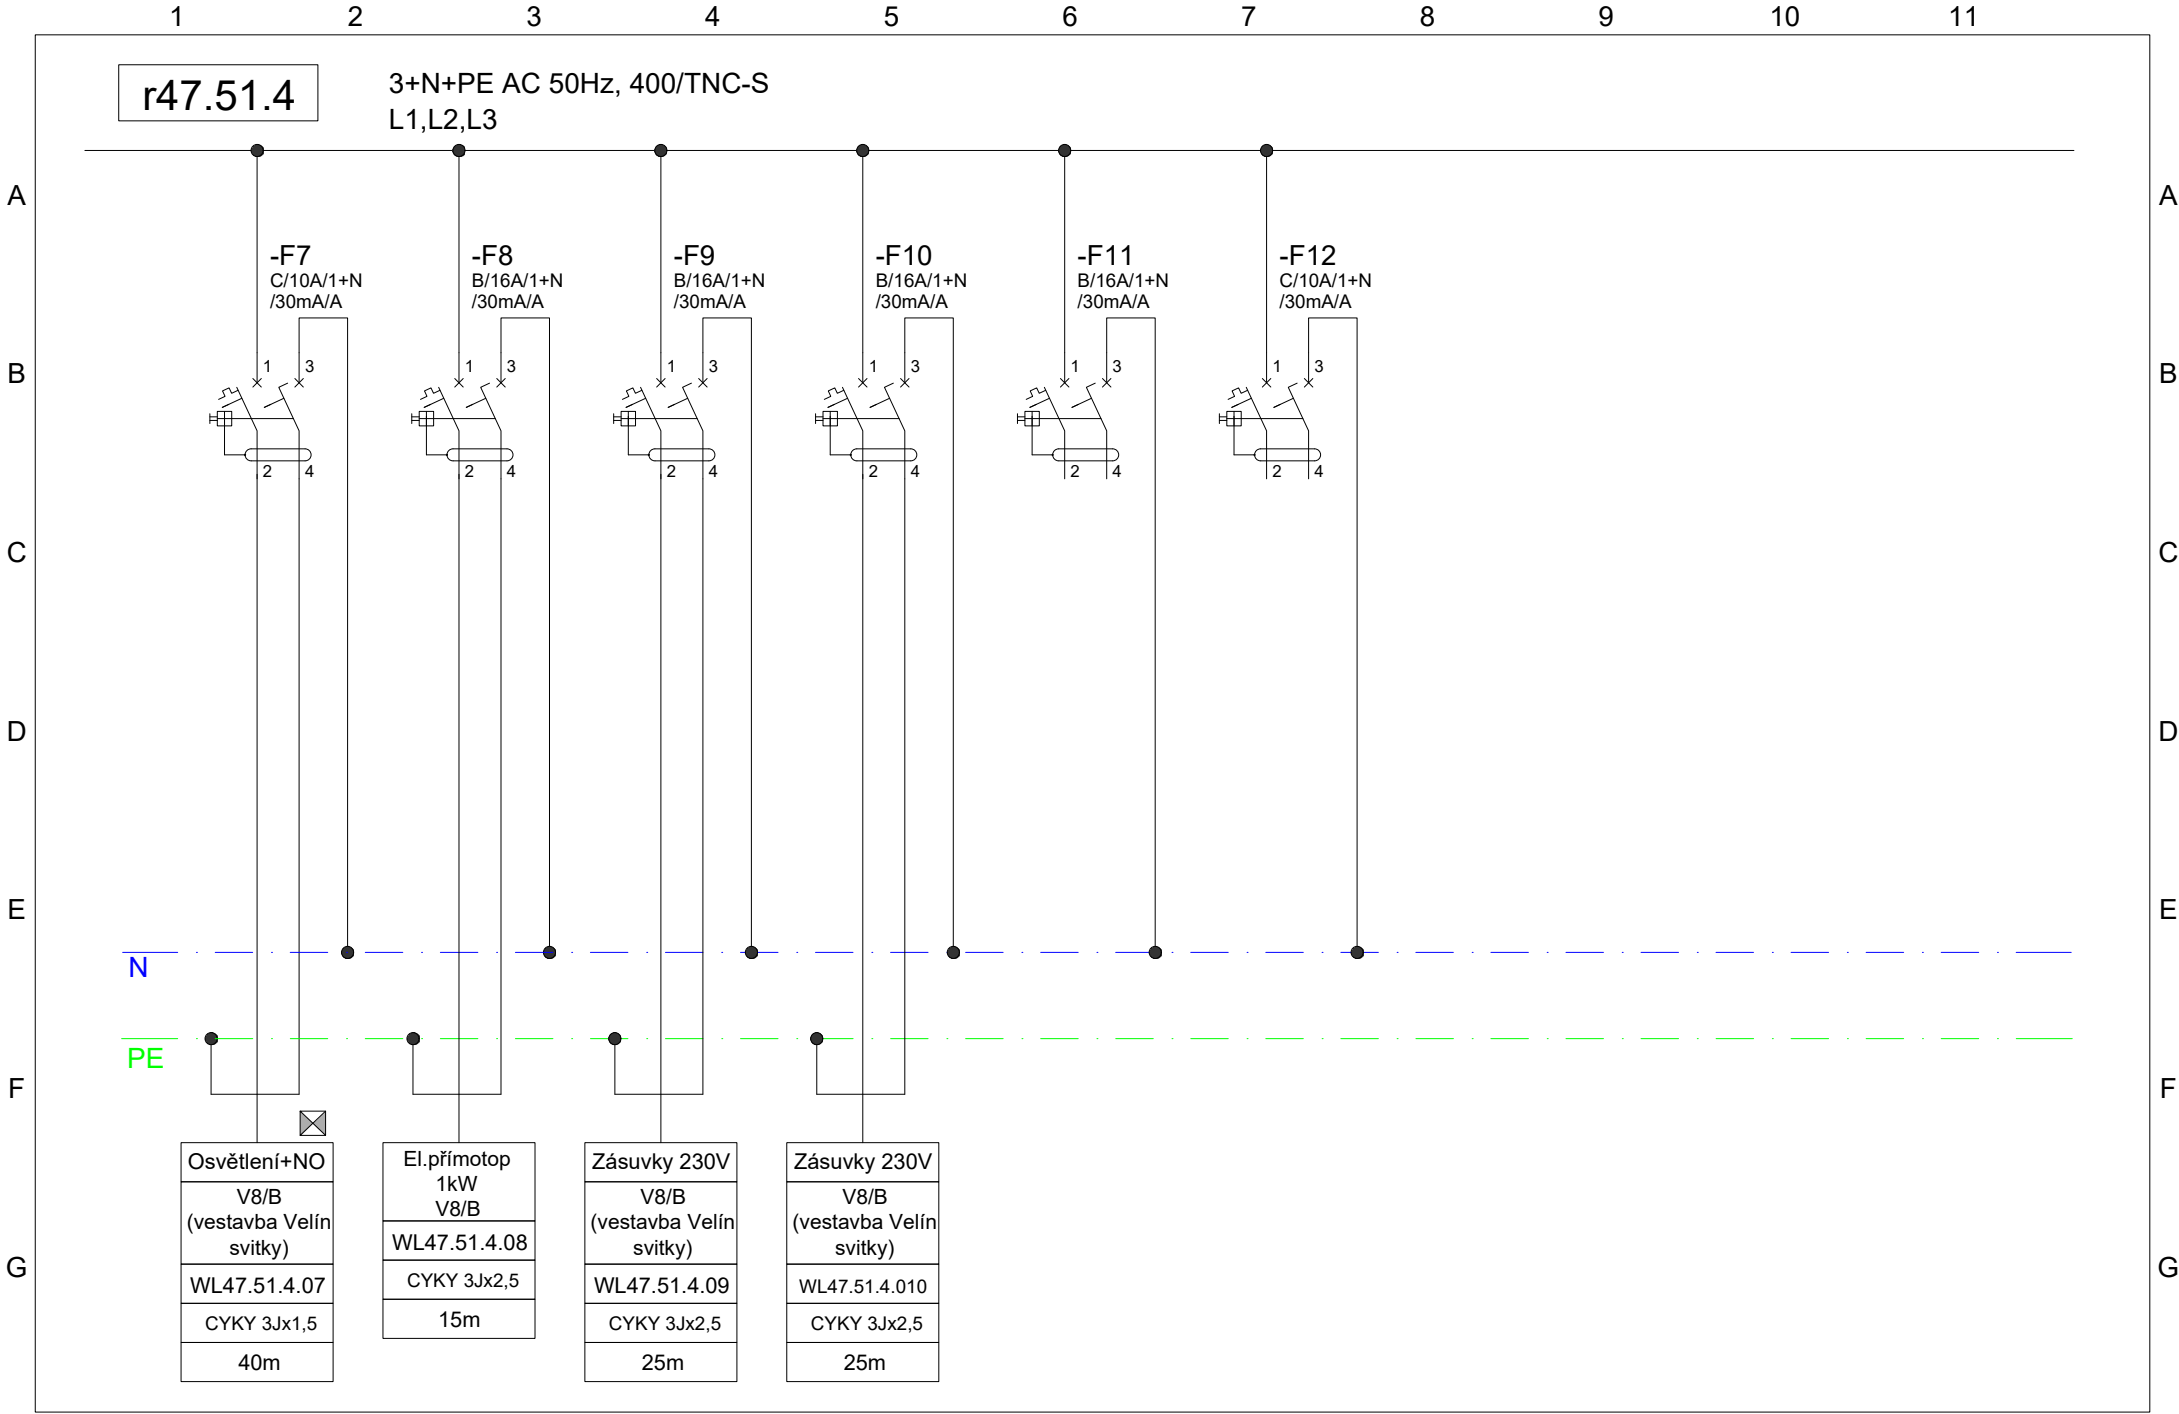 1 2 3 4 5 6 7 8 9 10 11
r47.51.4
3+N+PE AC 50Hz, 400/TNC-S
L1,L2,L3
A A
-F7
C/10A/1+N
/30mA/A
-F8
B/16A/1+N
/30mA/A
-F9
B/16A/1+N
/30mA/A
-F10
B/16A/1+N
/30mA/A
-F11
B/16A/1+N
/30mA/A
-F12
C/10A/1+N
/30mA/A
1 3 1 3 1 3 1 3 1 3 1 3
B B
2 4 2 4 2 4 2 4 2 4 2 4
C C
D D
E E
N
PE
F F
G G
Osvětlení+NO
V8/B
(vestavba Velín
svitky)
WL47.51.4.07
CYKY 3Jx1,5
40m
El.přímotop
1kW
V8/B
WL47.51.4.08
CYKY 3Jx2,5
15m
Zásuvky 230V
V8/B
(vestavba Velín
svitky)
WL47.51.4.09
CYKY 3Jx2,5
25m
Zásuvky 230V
V8/B
(vestavba Velín
svitky)
WL47.51.4.010
CYKY 3Jx2,5
25m